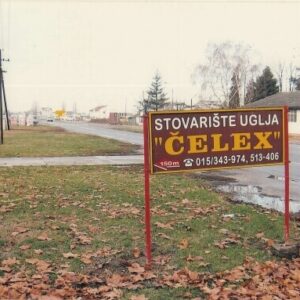 STOVARIŠTE UGLJA
"ČELEX"
150m ☎ 015/343-974, 513-406